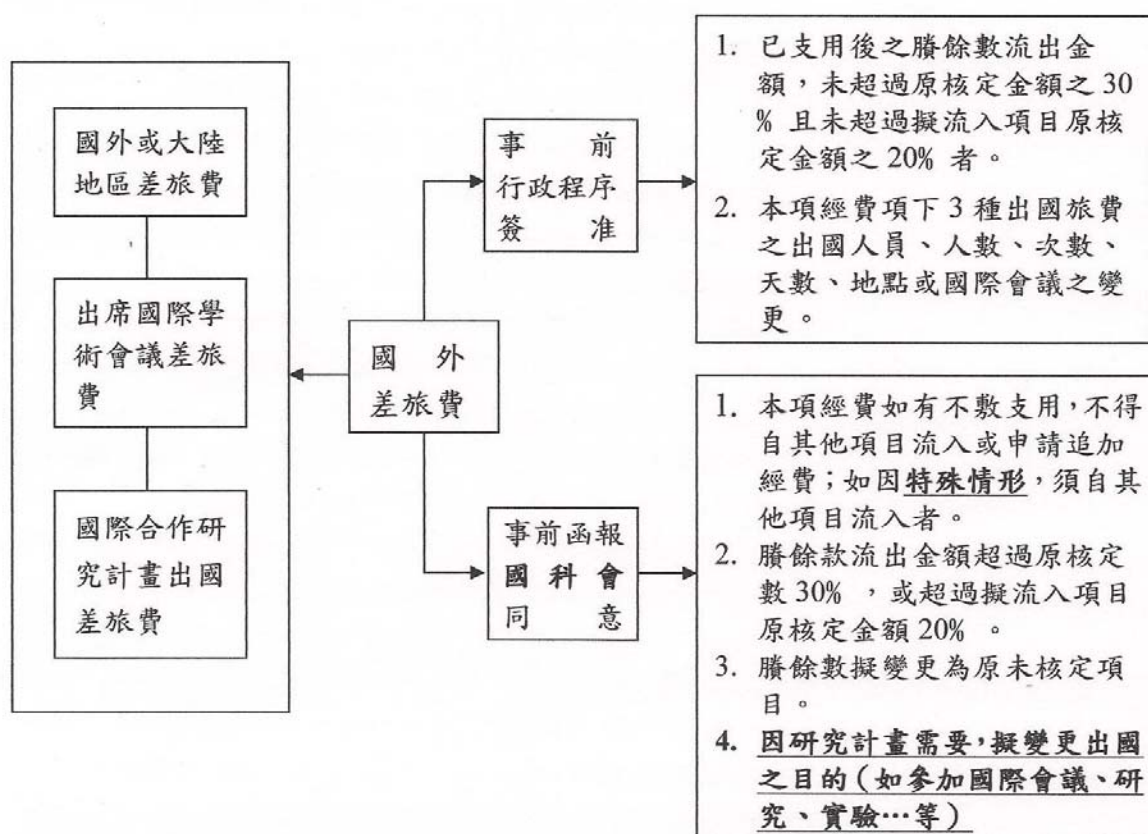 國外或大陸
地區差旅費
出席國際學
術會議差旅
費
國際合作研
究計畫出國
差旅費
國 外
差旅費
事 前
行政程序
簽 准
1. 已支用後之賸餘數流出金
額，未超過原核定金額之 30
% 且未超過擬流入項目原核
定金額之 20% 者。
2. 本項經費項下 3 種出國旅費
之出國人員、人數、次數、
天數、地點或國際會議之變
更。
事前函報
國 科 會
同 意
1. 本項經費如有不敷支用，不得
自其他項目流入或申請追加
經費；如因特殊情形，須自其
他項目流入者。
2. 賸餘款流出金額超過原核定
數 30% ，或超過擬流入項目
原核定金額 20% 。
3. 賸餘數擬變更為原未核定項
目。
4. 因研究計畫需要，擬變更出國
之目的（如參加國際會議、研
究、實驗…等）